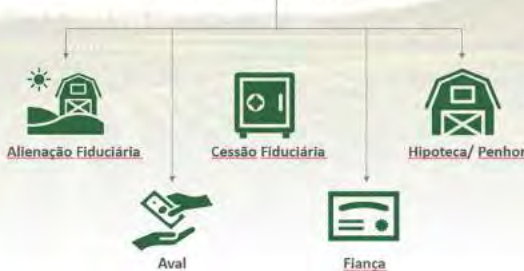 Alienação Fiduciária
Cessão Fiduciária
Hipoteca/ Penhor
Aval
Fiança